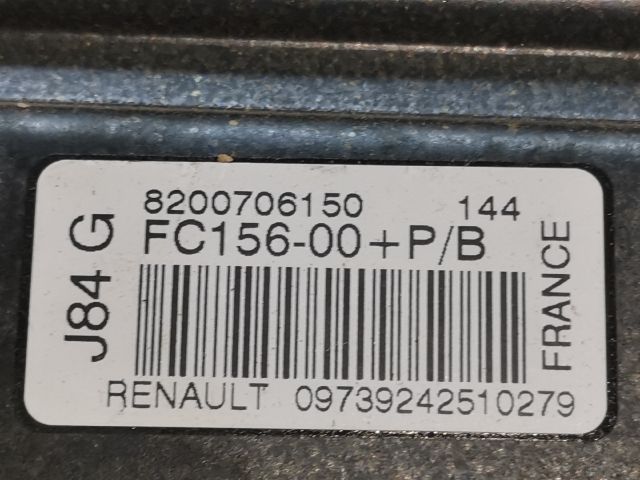 J84 G
8200706150 144
FC156-00+P/B
RENAULT 09739242510279
FRANCE